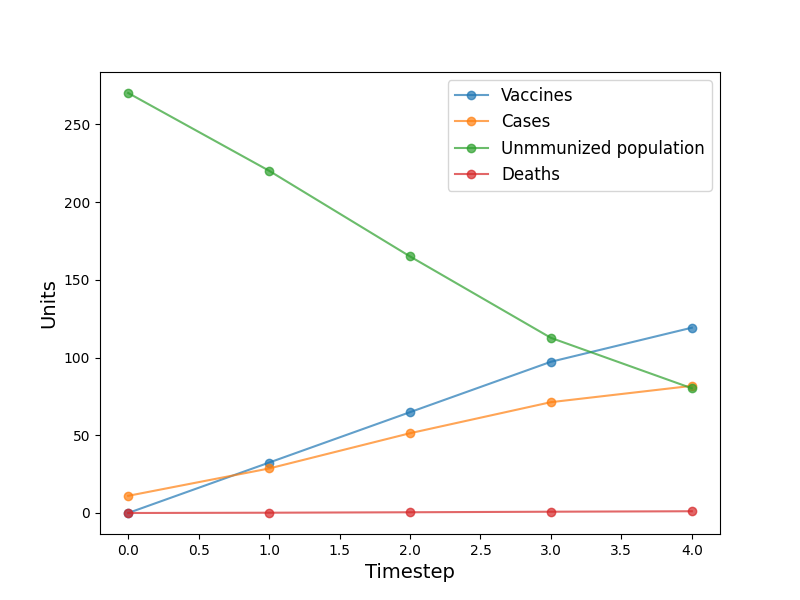 Vaccines
Cases
Unmmunized population
Deaths
250
200
150
100
50
0
Units
0.0 0.5 1.0 1.5 2.0 2.5 3.0 3.5 4.0
Timestep